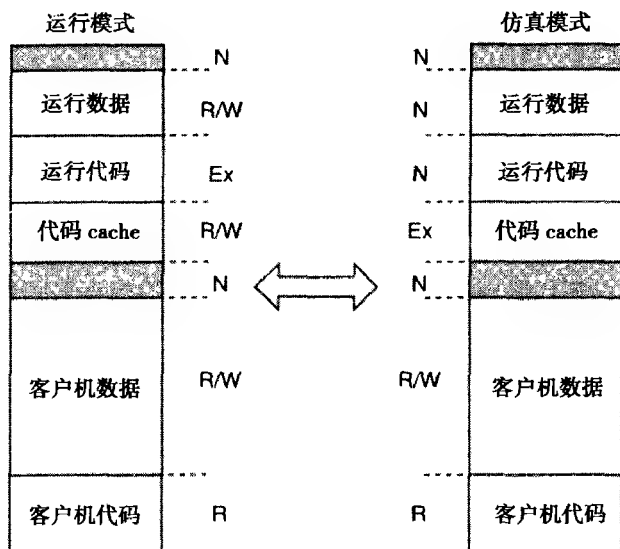 运行模式 仿真模式
N N
运行数据 R/W N 运行数据
运行代码 Ex N 运行代码
代码 cache R/W Ex 代码 cache
N N
客户机数据 R/W R/W 客户机数据
客户机代码 R R 客户机代码